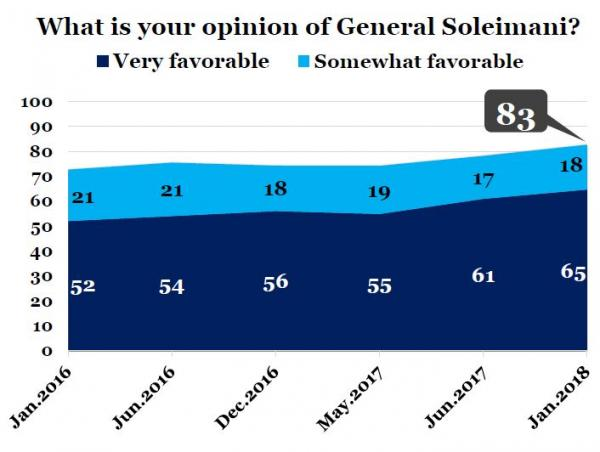 What is your opinion of General Soleimani?
Very favorable Somewhat favorable
100
90
80
70
60
50
40
30
20
10
0
83
21 21 18 19 17 18
52 54 56 55 61 65
Jan.2016 Jun.2016 Dec.2016 May.2017 Jun.2017 Jan.2018